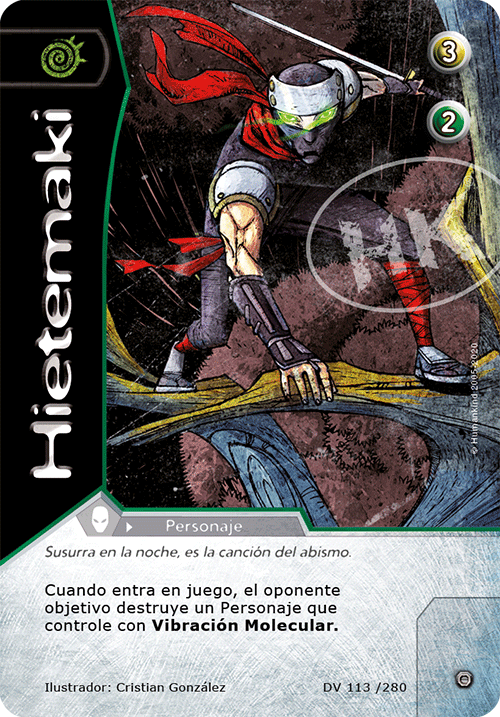 3
2
Hietemaki
HK
© Humankind 2005-2020
Personaje
Susurra en la noche, es la canción del abismo.
Cuando entra en juego, el oponente
objetivo destruye un Personaje que
controle con Vibración Molecular.
Ilustrador: Cristian González
DV 113 /280